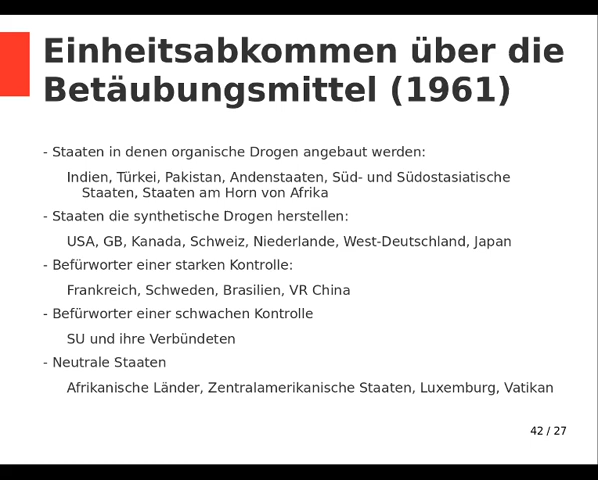 Einheitsabkommen über die
Betäubungsmittel (1961)
- Staaten in denen organische Drogen angebaut werden:
Indien, Türkei, Pakistan, Andenstaaten, Süd- und Südostasiatische
Staaten, Staaten am Horn von Afrika
- Staaten die synthetische Drogen herstellen:
USA, GB, Kanada, Schweiz, Niederlande, West-Deutschland, Japan
- Befürworter einer starken Kontrolle:
Frankreich, Schweden, Brasilien, VR China
- Befürworter einer schwachen Kontrolle
SU und ihre Verbündeten
- Neutrale Staaten
Afrikanische Länder, Zentralamerikanische Staaten, Luxemburg, Vatikan
42 / 27